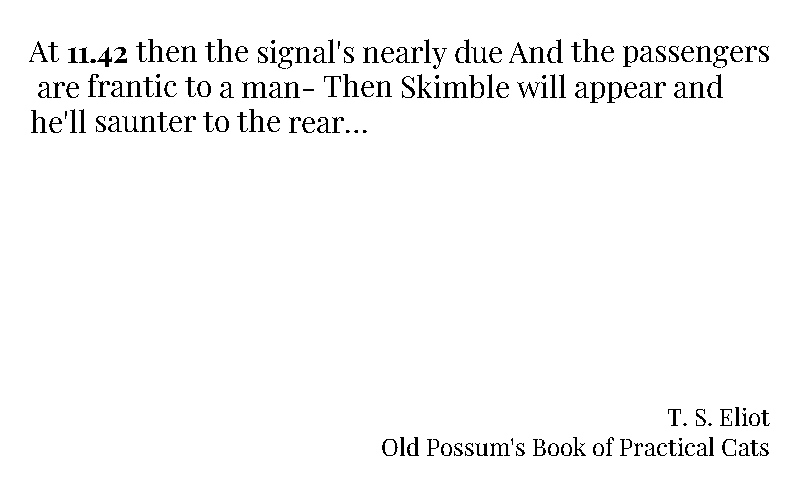 At 11.42 then the signal's nearly due And the passengers
are frantic to a man- Then Skimble will appear and
he'll saunter to the rear...
T. S. Eliot
Old Possum's Book of Practical Cats